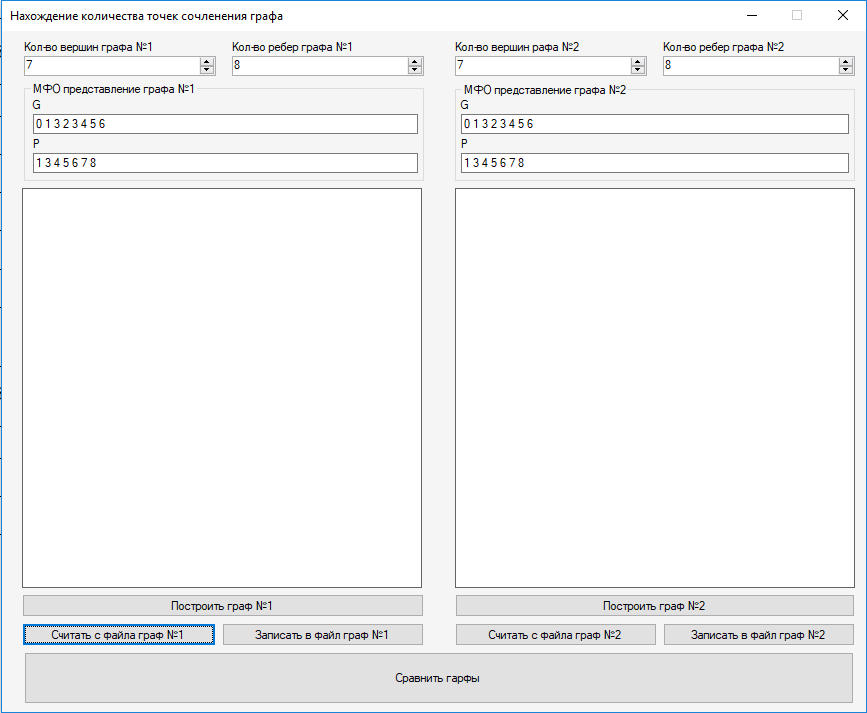 Нахождение количества точек сочленения графа
Кол-во вершин графа №1
Кол-во ребер графа №1
Кол-во вершин рафа №2
Кол-во ребер графа №2
7
8
7
8
МФО представление графа №1
МФО представление графа №2
G
G
0 1 3 2 3 4 5 6
0 1 3 2 3 4 5 6
P
P
1 3 4 5 6 7 8
1 3 4 5 6 7 8
Построить граф №1
Построить граф №2
Считать с файла граф №1
Записать в файл граф №1
Считать с файла граф №2
Записать в файл граф №2
Сравнить гарфы